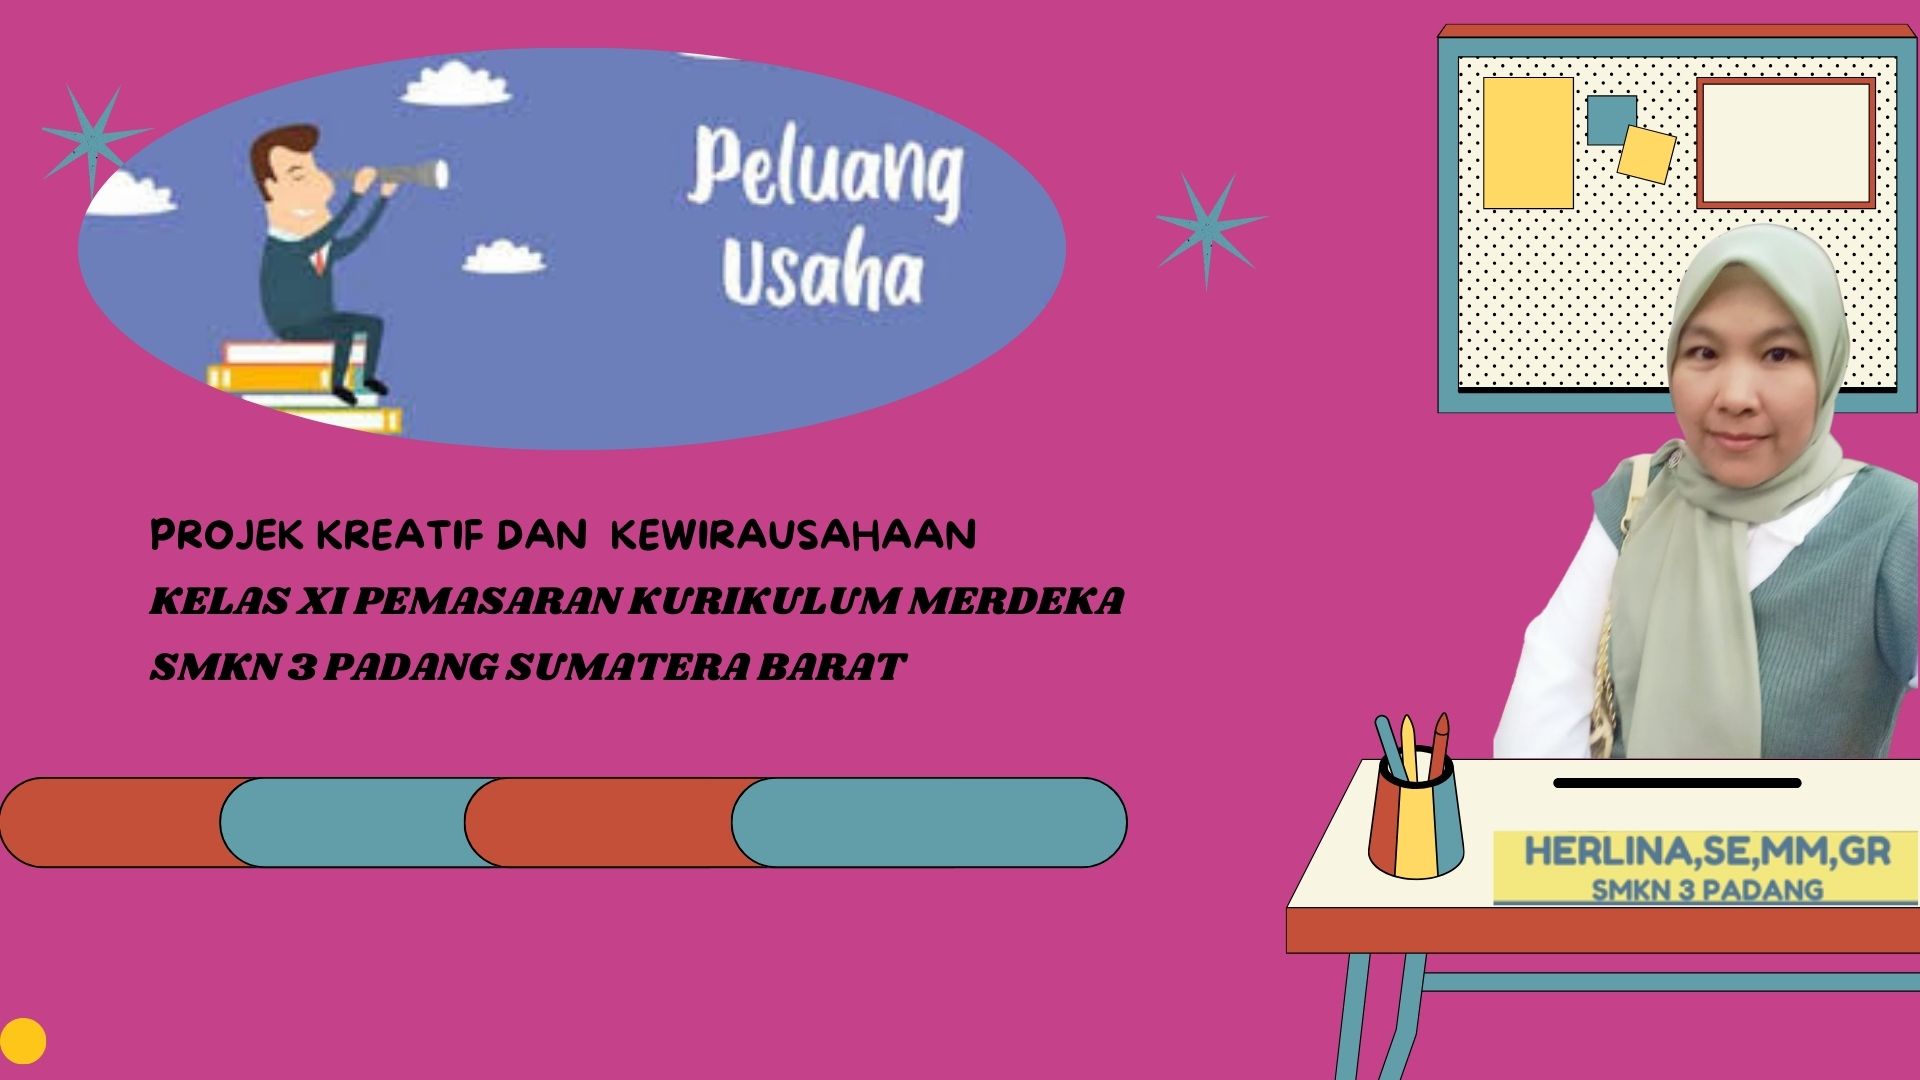 Peluang
Usaha
PROJEK KREATIF DAN KEWIRAUSAHAAN
KELAS XI PEMASARAN KURIKULUM MERDEKA
SMKN 3 PADANG SUMATERA BARAT
HERLINA,SE,MM,GR
SMKN 3 PADANG